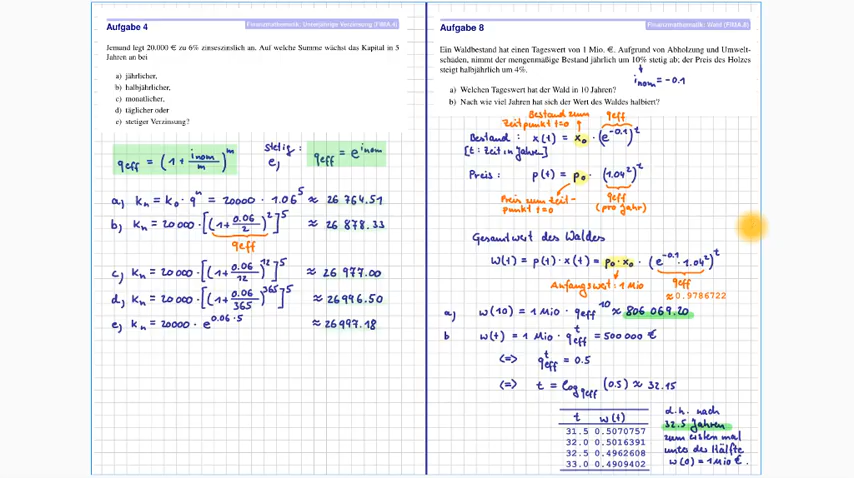 Aufgabe 4
Finanzmathematik: Unterjährige Verzinsung (FIMA.4)
Jemand legt 20.000 € zu 6% zinseszinslich an. Auf welche Summe wächst das Kapital in 5
Jahren an bei
a) jährlicher,
b) halbjährlicher,
c) monatlicher,
d) täglicher oder
e) stetiger Verzinsung?
q_eff = (1 + i_nom/m)^m
stetig:
e) q_eff = e^(i_nom)
a) K_n = K_0 · q^n = 20000 · 1.06^5 ≈ 26 764.51
b) K_n = 20 000 · [(1 + 0.06/2)^2]^5 ≈ 26 878.33
q_eff
c) K_n = 20 000 · [(1 + 0.06/12)^12]^5 ≈ 26 977.00
d) K_n = 20 000 · [(1 + 0.06/365)^365]^5 ≈ 26996.50
e) K_n = 20000 · e^(0.06·5) ≈ 26997.18
Aufgabe 8
Finanzmathematik: Wald (FIMA.8)
Ein Waldbestand hat einen Tageswert von 1 Mio. €. Aufgrund von Abholzung und Umwelt-
schäden, nimmt der mengenmäßige Bestand jährlich um 10% stetig ab; der Preis des Holzes
steigt halbjährlich um 4%.
i_nom = -0.1
a) Welchen Tageswert hat der Wald in 10 Jahren?
b) Nach wie viel Jahren hat sich der Wert des Waldes halbiert?
Bestand zum
Zeitpunkt t=0
q_eff
Bestand: x(t) = x_0 · (e^(-0.1))^t
[t: Zeit in Jahren]
Preis: p(t) = p_0 · (1.04^2)^t
Preis zum Zeit-
punkt t=0
q_eff
(pro Jahr)
Gesamtwert des Waldes
W(t) = p(t) · x(t) = p_0 · x_0 · (e^(-0.1) · 1.04^2)^t
Anfangswert: 1 Mio
q_eff
≈ 0.9786722
a) W(10) = 1 Mio · q_eff^10 ≈ 806 069.20
b W(t) = 1 Mio · q_eff^t = 500 000 €
(=) q_eff^t = 0.5
(=) t = log_(q_eff) (0.5) ≈ 32.15
t W(t)
31.5 0.5070757
32.0 0.5016391
32.5 0.4962608
33.0 0.4909402
d.h. nach
32.5 Jahren
zum ersten mal
unter der Hälfte
W(0) = 1 Mio €.